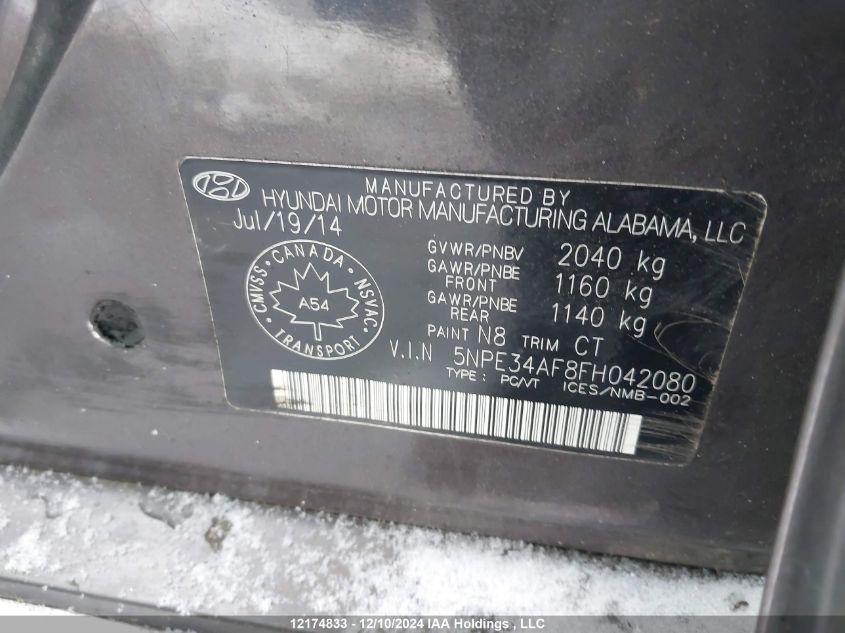 MANUFACTURED BY
HYUNDAI MOTOR MANUFACTURING ALABAMA, LLC
Jul/19/14
GVWR/PNBV 2040 kg
GAWR/PNBE FRONT 1160 kg
GAWR/PNBE REAR 1140 kg
PAINT N8 TRIM CT
V.I.N 5NPE34AF8FH042080
TYPE : PC/VT ICES/NMB-002
CMVSS · CANADA · NSVAC · TRANSPORT ·
A54
12174833 - 12/10/2024 IAA Holdings , LLC